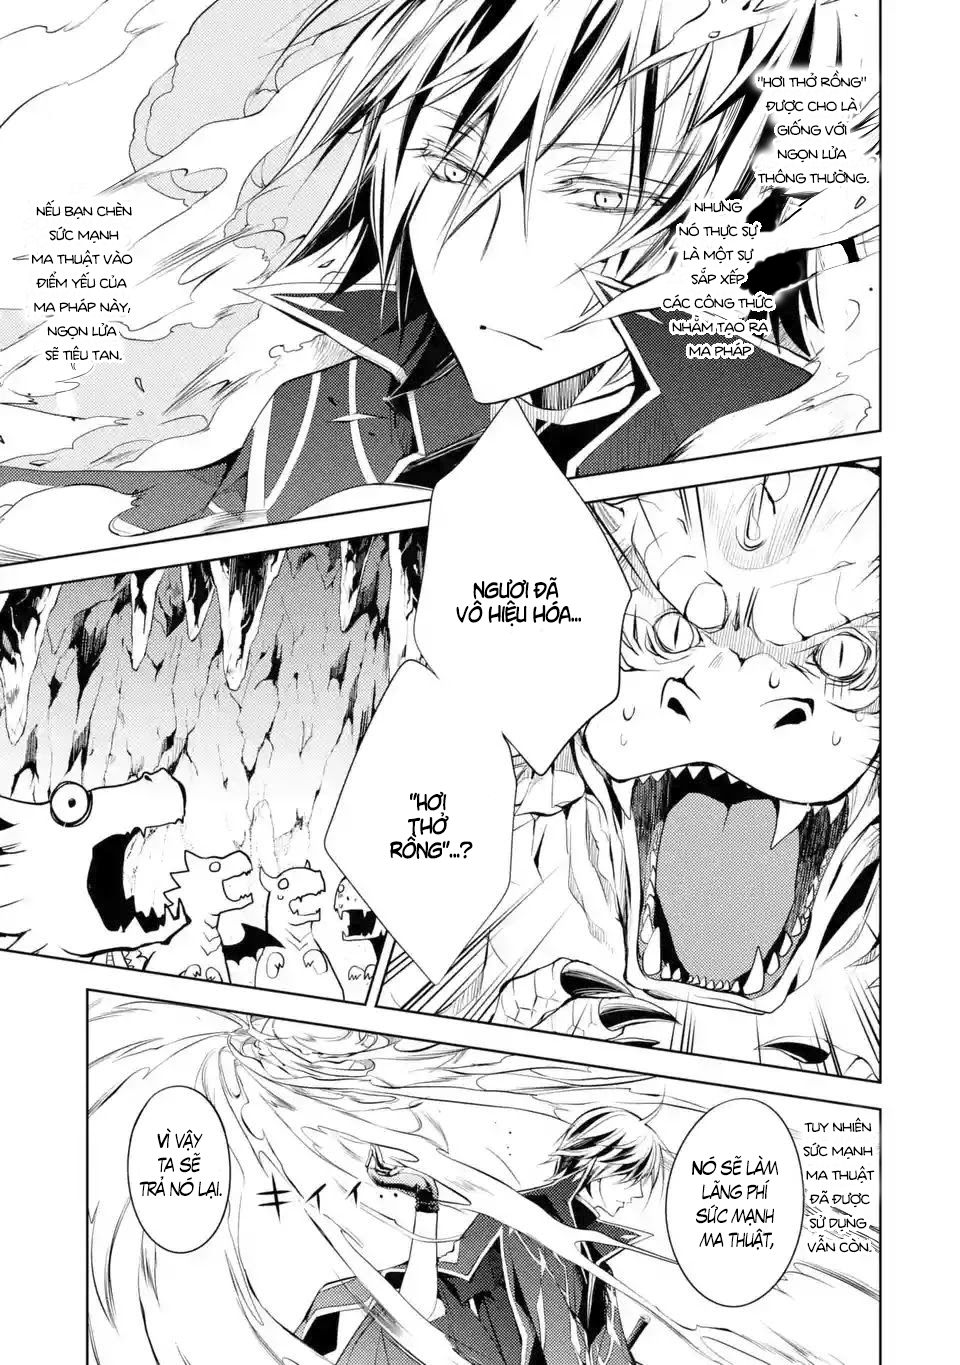 "HƠI THỞ RỒNG"
ĐƯỢC CHO LÀ
GIỐNG VỚI
NGỌN LỬA
THÔNG THƯỜNG.
NHƯNG
NÓ THỰC SỰ
LÀ MỘT SỰ
SẮP XẾP
CÁC CÔNG THỨC
NHẰM TẠO RA
MA PHÁP
NẾU BẠN CHÈN
SỨC MẠNH
MA THUẬT VÀO
ĐIỂM YẾU CỦA
MA PHÁP NÀY,
NGỌN LỬA
SẼ TIÊU TAN.
NGƯƠI ĐÃ
VÔ HIỆU HÓA...
"HƠI
THỞ
RỒNG"...?
TUY NHIÊN
SỨC MẠNH
MA THUẬT
ĐÃ ĐƯỢC
SỬ DỤNG
VẪN CÒN.
NÓ SẼ LÀM
LÃNG PHÍ
SỨC MẠNH
MA THUẬT,
キィィィ
VÌ VẬY
TA SẼ
TRẢ NÓ LẠI.